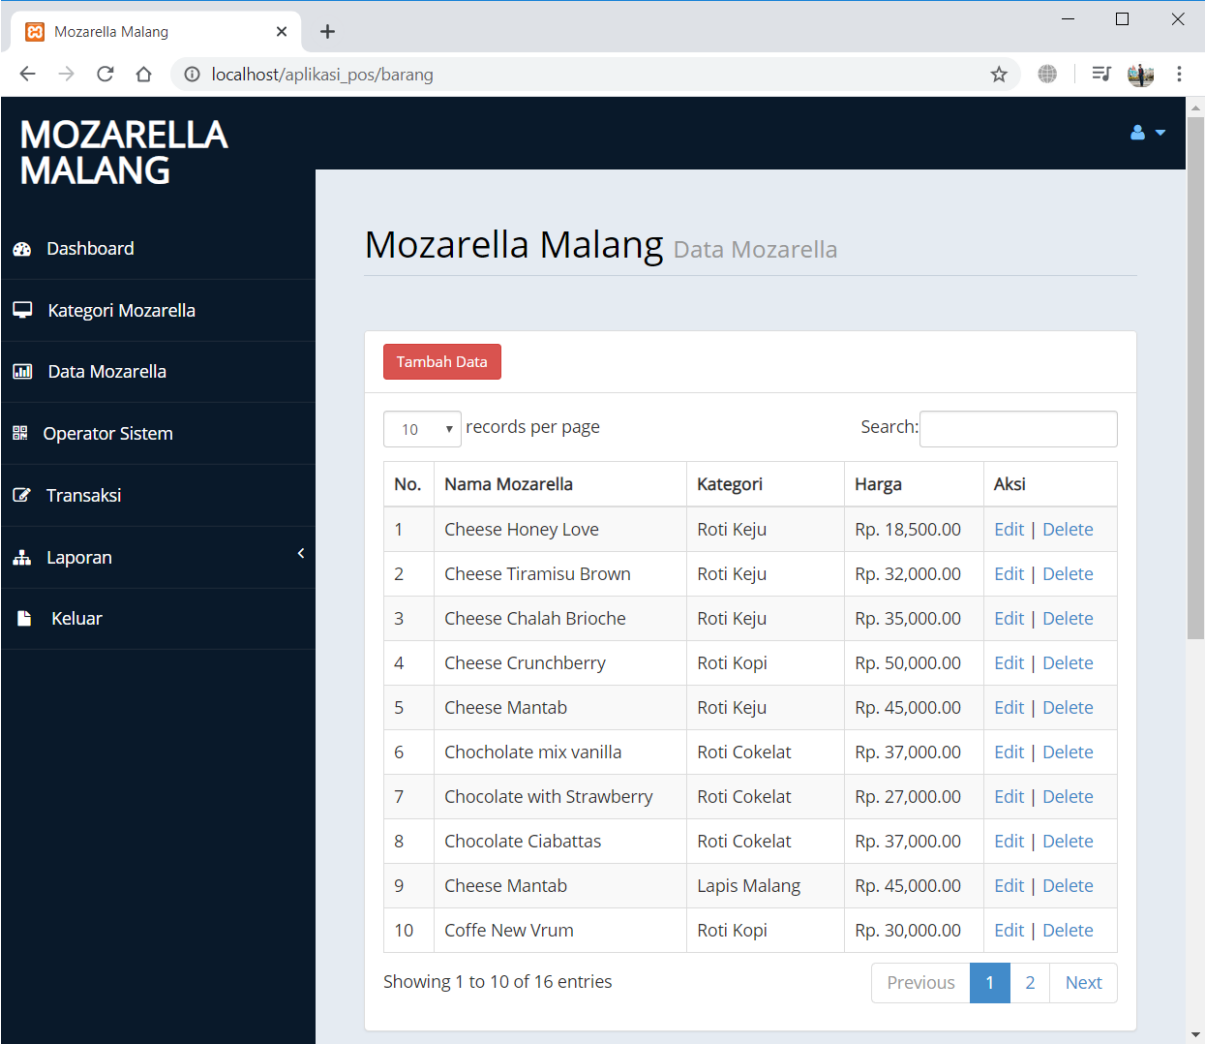 Mozarella Malang
localhost/aplikasi_pos/barang
MOZARELLA
MALANG
Dashboard
Kategori Mozarella
Data Mozarella
Operator Sistem
Transaksi
Laporan
Keluar
Mozarella Malang Data Mozarella
Tambah Data
10 records per page Search:
No. Nama Mozarella Kategori Harga Aksi
1 Cheese Honey Love Roti Keju Rp. 18,500.00 Edit | Delete
2 Cheese Tiramisu Brown Roti Keju Rp. 32,000.00 Edit | Delete
3 Cheese Chalah Brioche Roti Keju Rp. 35,000.00 Edit | Delete
4 Cheese Crunchberry Roti Kopi Rp. 50,000.00 Edit | Delete
5 Cheese Mantab Roti Keju Rp. 45,000.00 Edit | Delete
6 Chocholate mix vanilla Roti Cokelat Rp. 37,000.00 Edit | Delete
7 Chocolate with Strawberry Roti Cokelat Rp. 27,000.00 Edit | Delete
8 Chocolate Ciabattas Roti Cokelat Rp. 37,000.00 Edit | Delete
9 Cheese Mantab Lapis Malang Rp. 45,000.00 Edit | Delete
10 Coffe New Vrum Roti Kopi Rp. 30,000.00 Edit | Delete
Showing 1 to 10 of 16 entries Previous 1 2 Next